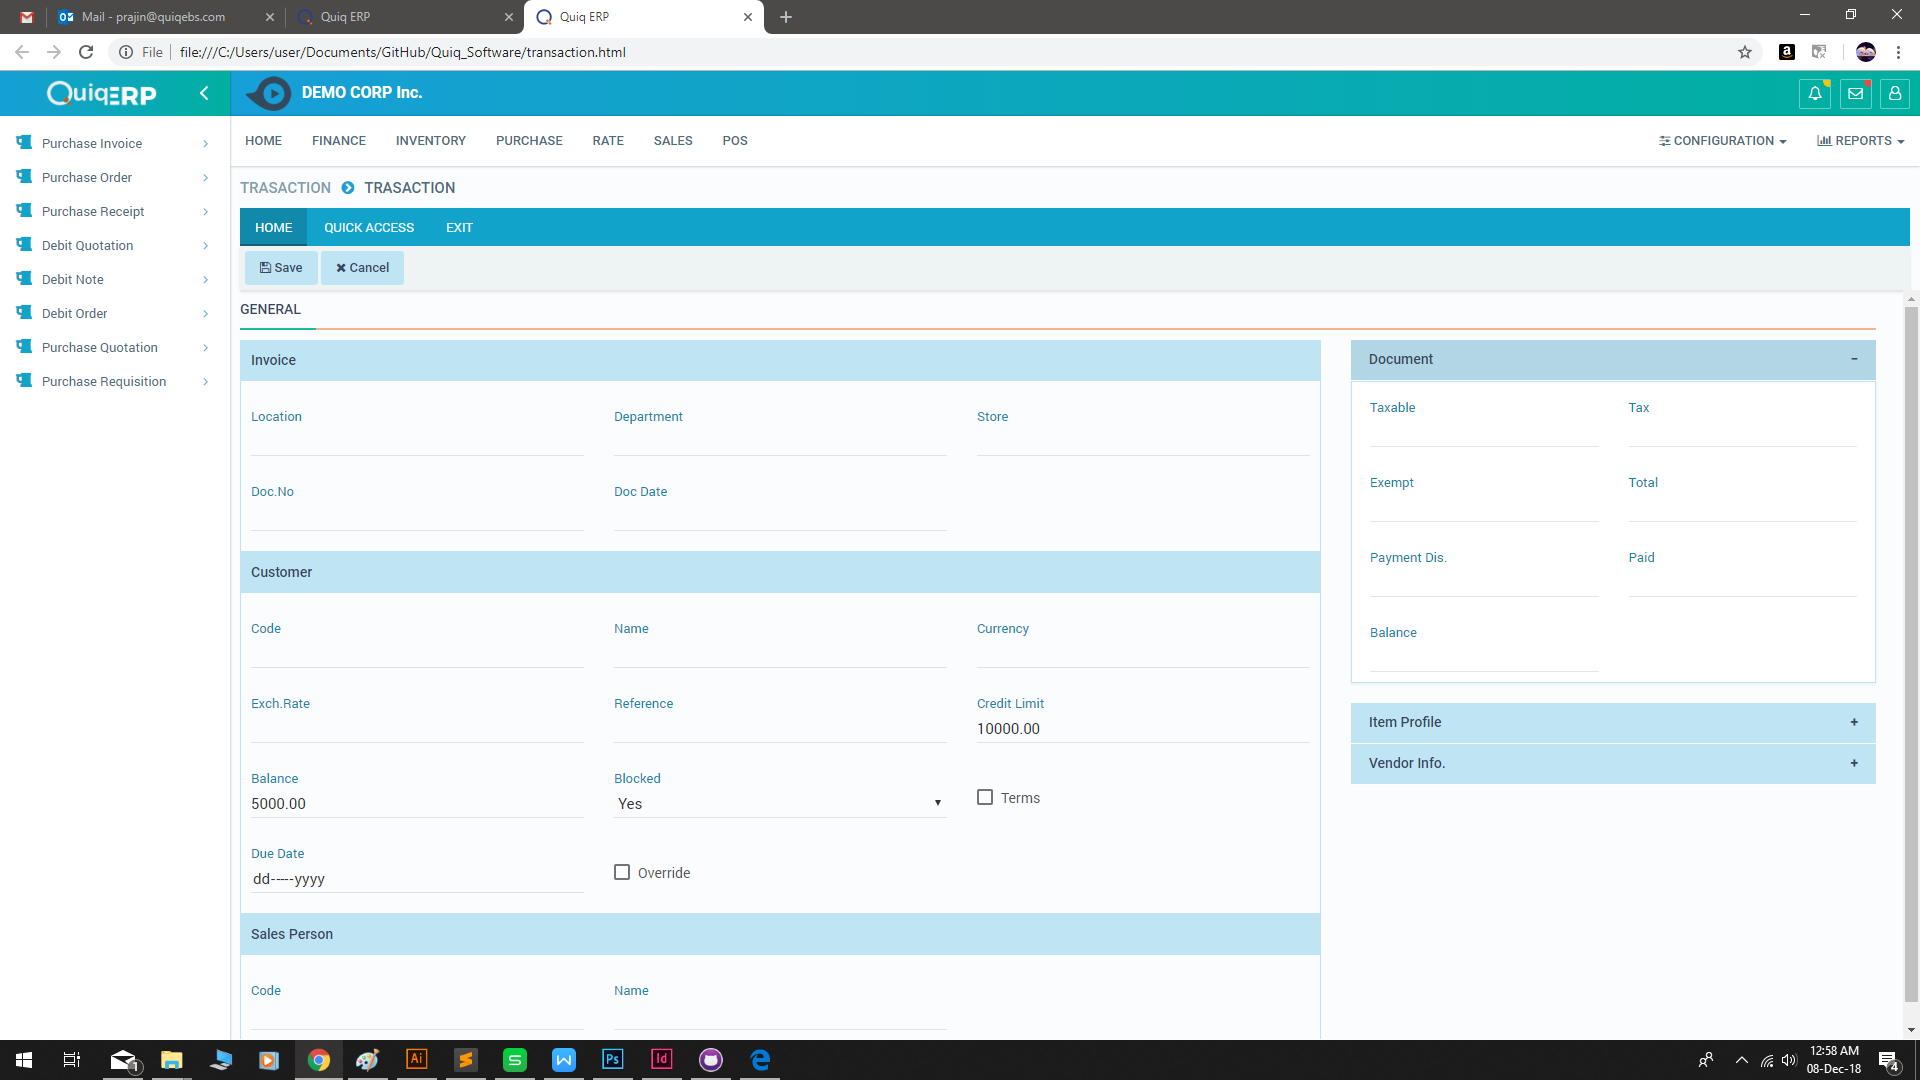 Mail - prajin@quiqebs.com
Quiq ERP
Quiq ERP
File
file:///C:/Users/user/Documents/GitHub/Quiq_Software/transaction.html
QuiqERP
DEMO CORP Inc.
HOME FINANCE INVENTORY PURCHASE RATE SALES POS
CONFIGURATION REPORTS
Purchase Invoice
Purchase Order
Purchase Receipt
Debit Quotation
Debit Note
Debit Order
Purchase Quotation
Purchase Requisition
TRASACTION TRASACTION
HOME QUICK ACCESS EXIT
Save Cancel
GENERAL
Invoice
Location Department Store
Doc.No Doc Date
Customer
Code Name Currency
Exch.Rate Reference Credit Limit
10000.00
Balance Blocked
5000.00 Yes Terms
Due Date
dd-----yyyy Override
Sales Person
Code Name
Document –
Taxable Tax
Exempt Total
Payment Dis. Paid
Balance
Item Profile +
Vendor Info. +
1
Ai
S
W
Ps
Id
12:58 AM
08-Dec-18
4